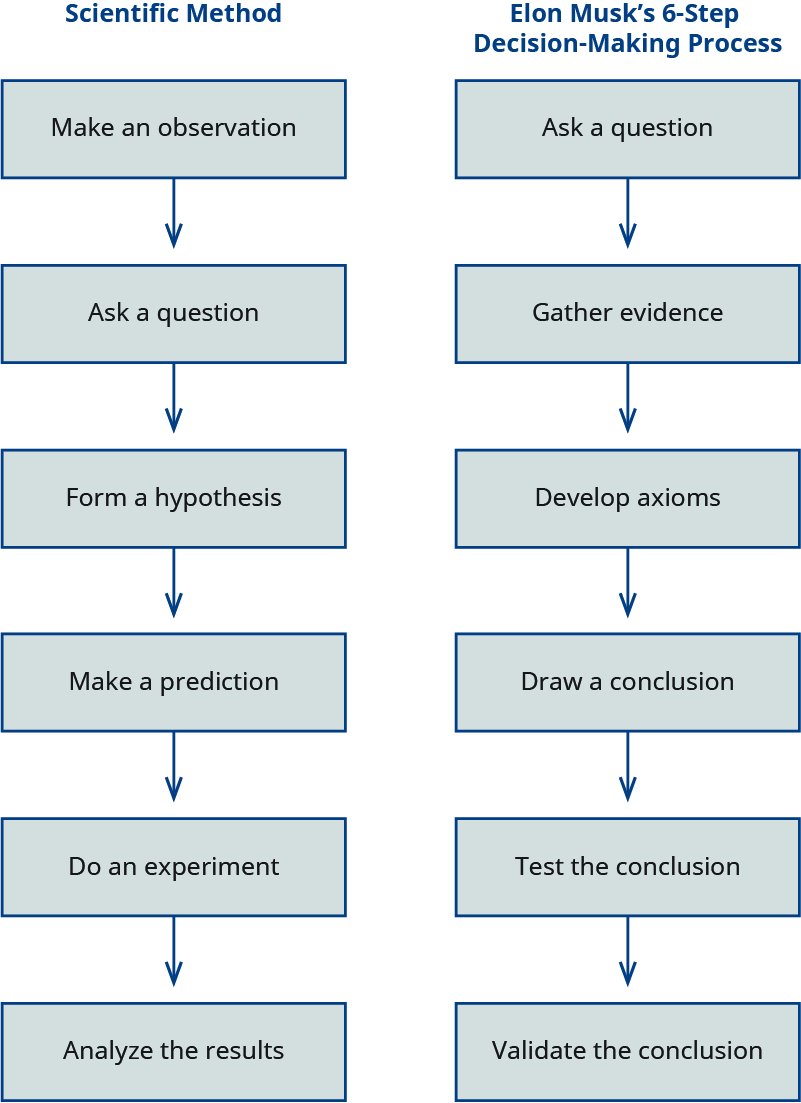 Scientific Method
Make an observation
Ask a question
Form a hypothesis
Make a prediction
Do an experiment
Analyze the results
Elon Musk’s 6-Step
Decision-Making Process
Ask a question
Gather evidence
Develop axioms
Draw a conclusion
Test the conclusion
Validate the conclusion